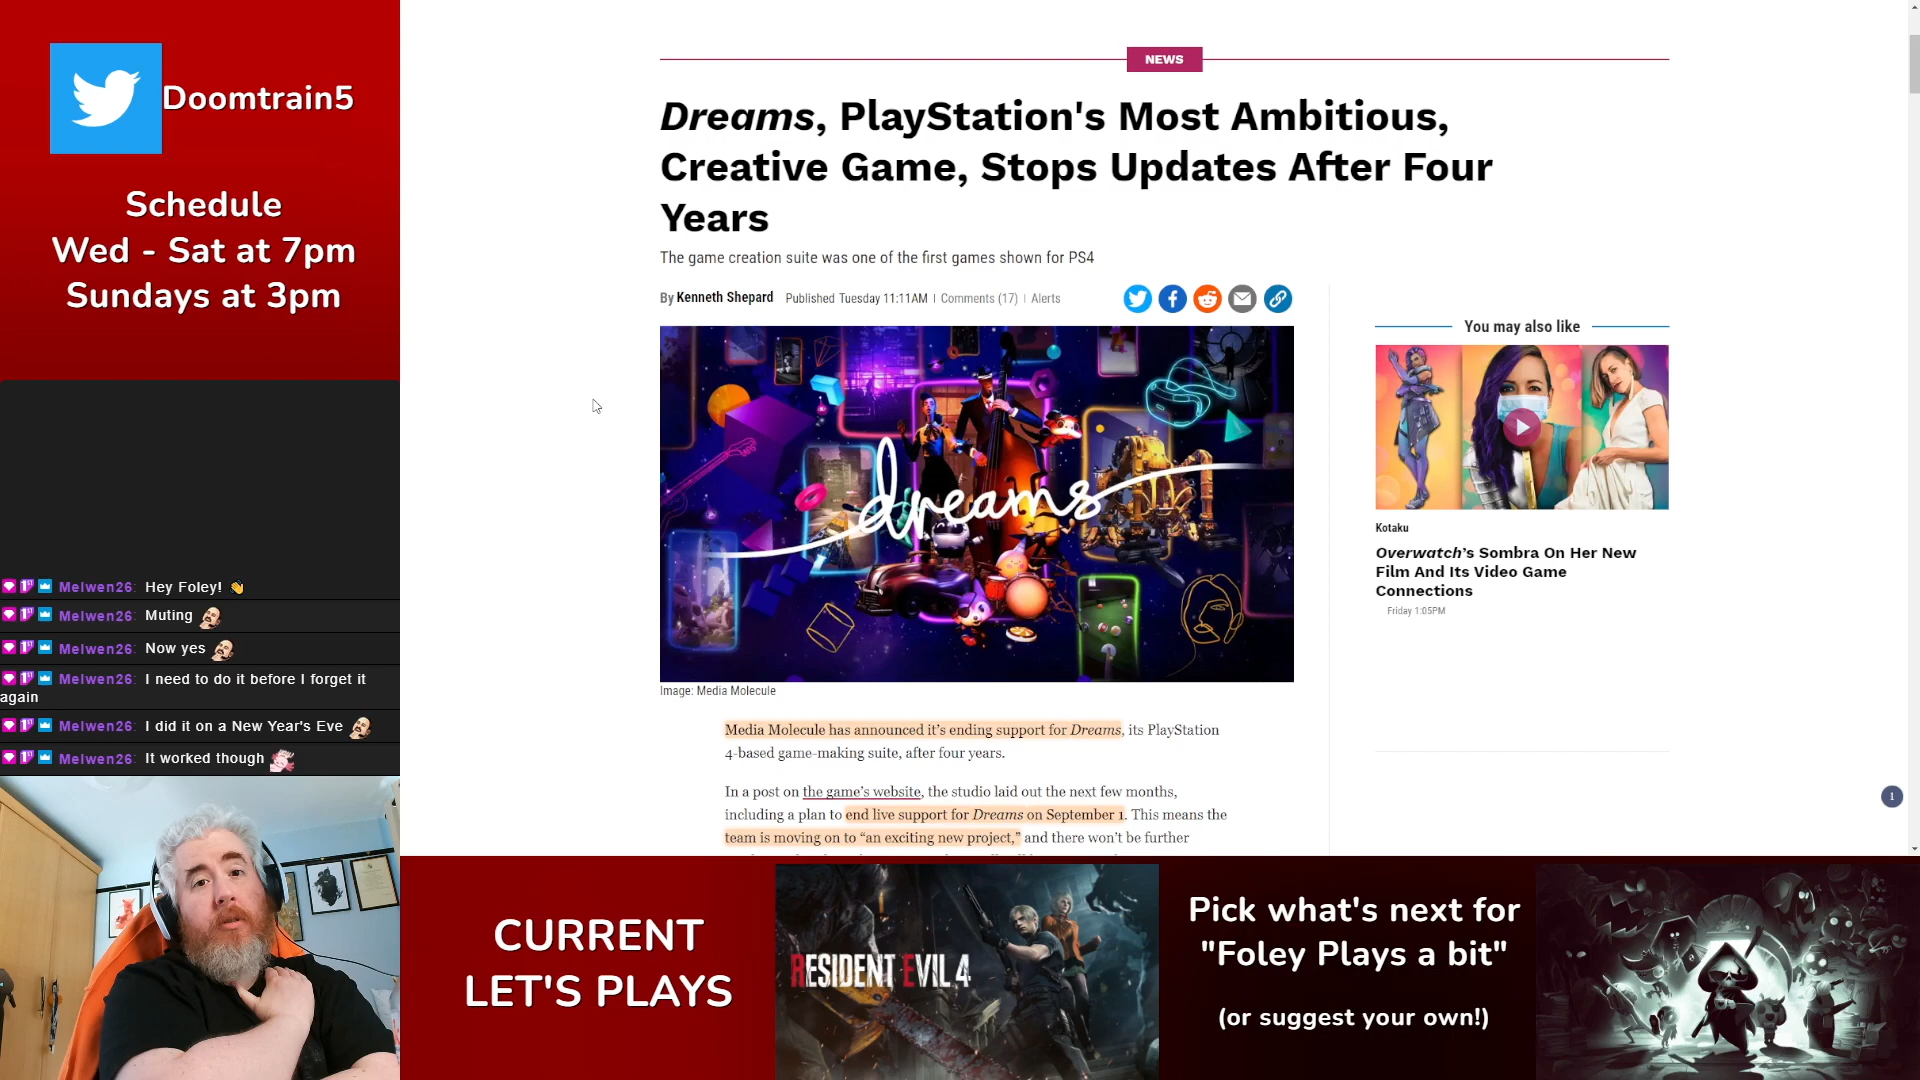 Doomtrain5
Schedule
Wed - Sat at 7pm
Sundays at 3pm
Melwen26: Hey Foley!
Melwen26: Muting
Melwen26: Now yes
Melwen26: I need to do it before I forget it
again
Melwen26: I did it on a New Year's Eve
Melwen26: It worked though
NEWS
Dreams, PlayStation's Most Ambitious,
Creative Game, Stops Updates After Four
Years
The game creation suite was one of the first games shown for PS4
By Kenneth Shepard Published Tuesday 11:11AM | Comments (17) | Alerts
dreams
Image: Media Molecule
Media Molecule has announced it's ending support for Dreams, its PlayStation
4-based game-making suite, after four years.
In a post on the game's website, the studio laid out the next few months,
including a plan to end live support for Dreams on September 1. This means the
team is moving on to “an exciting new project,” and there won't be further
You may also like
Kotaku
Overwatch's Sombra On Her New
Film And Its Video Game
Connections
Friday 1:05PM
1
CURRENT
LET'S PLAYS
RESIDENT EVIL 4
Pick what's next for
"Foley Plays a bit"
(or suggest your own!)